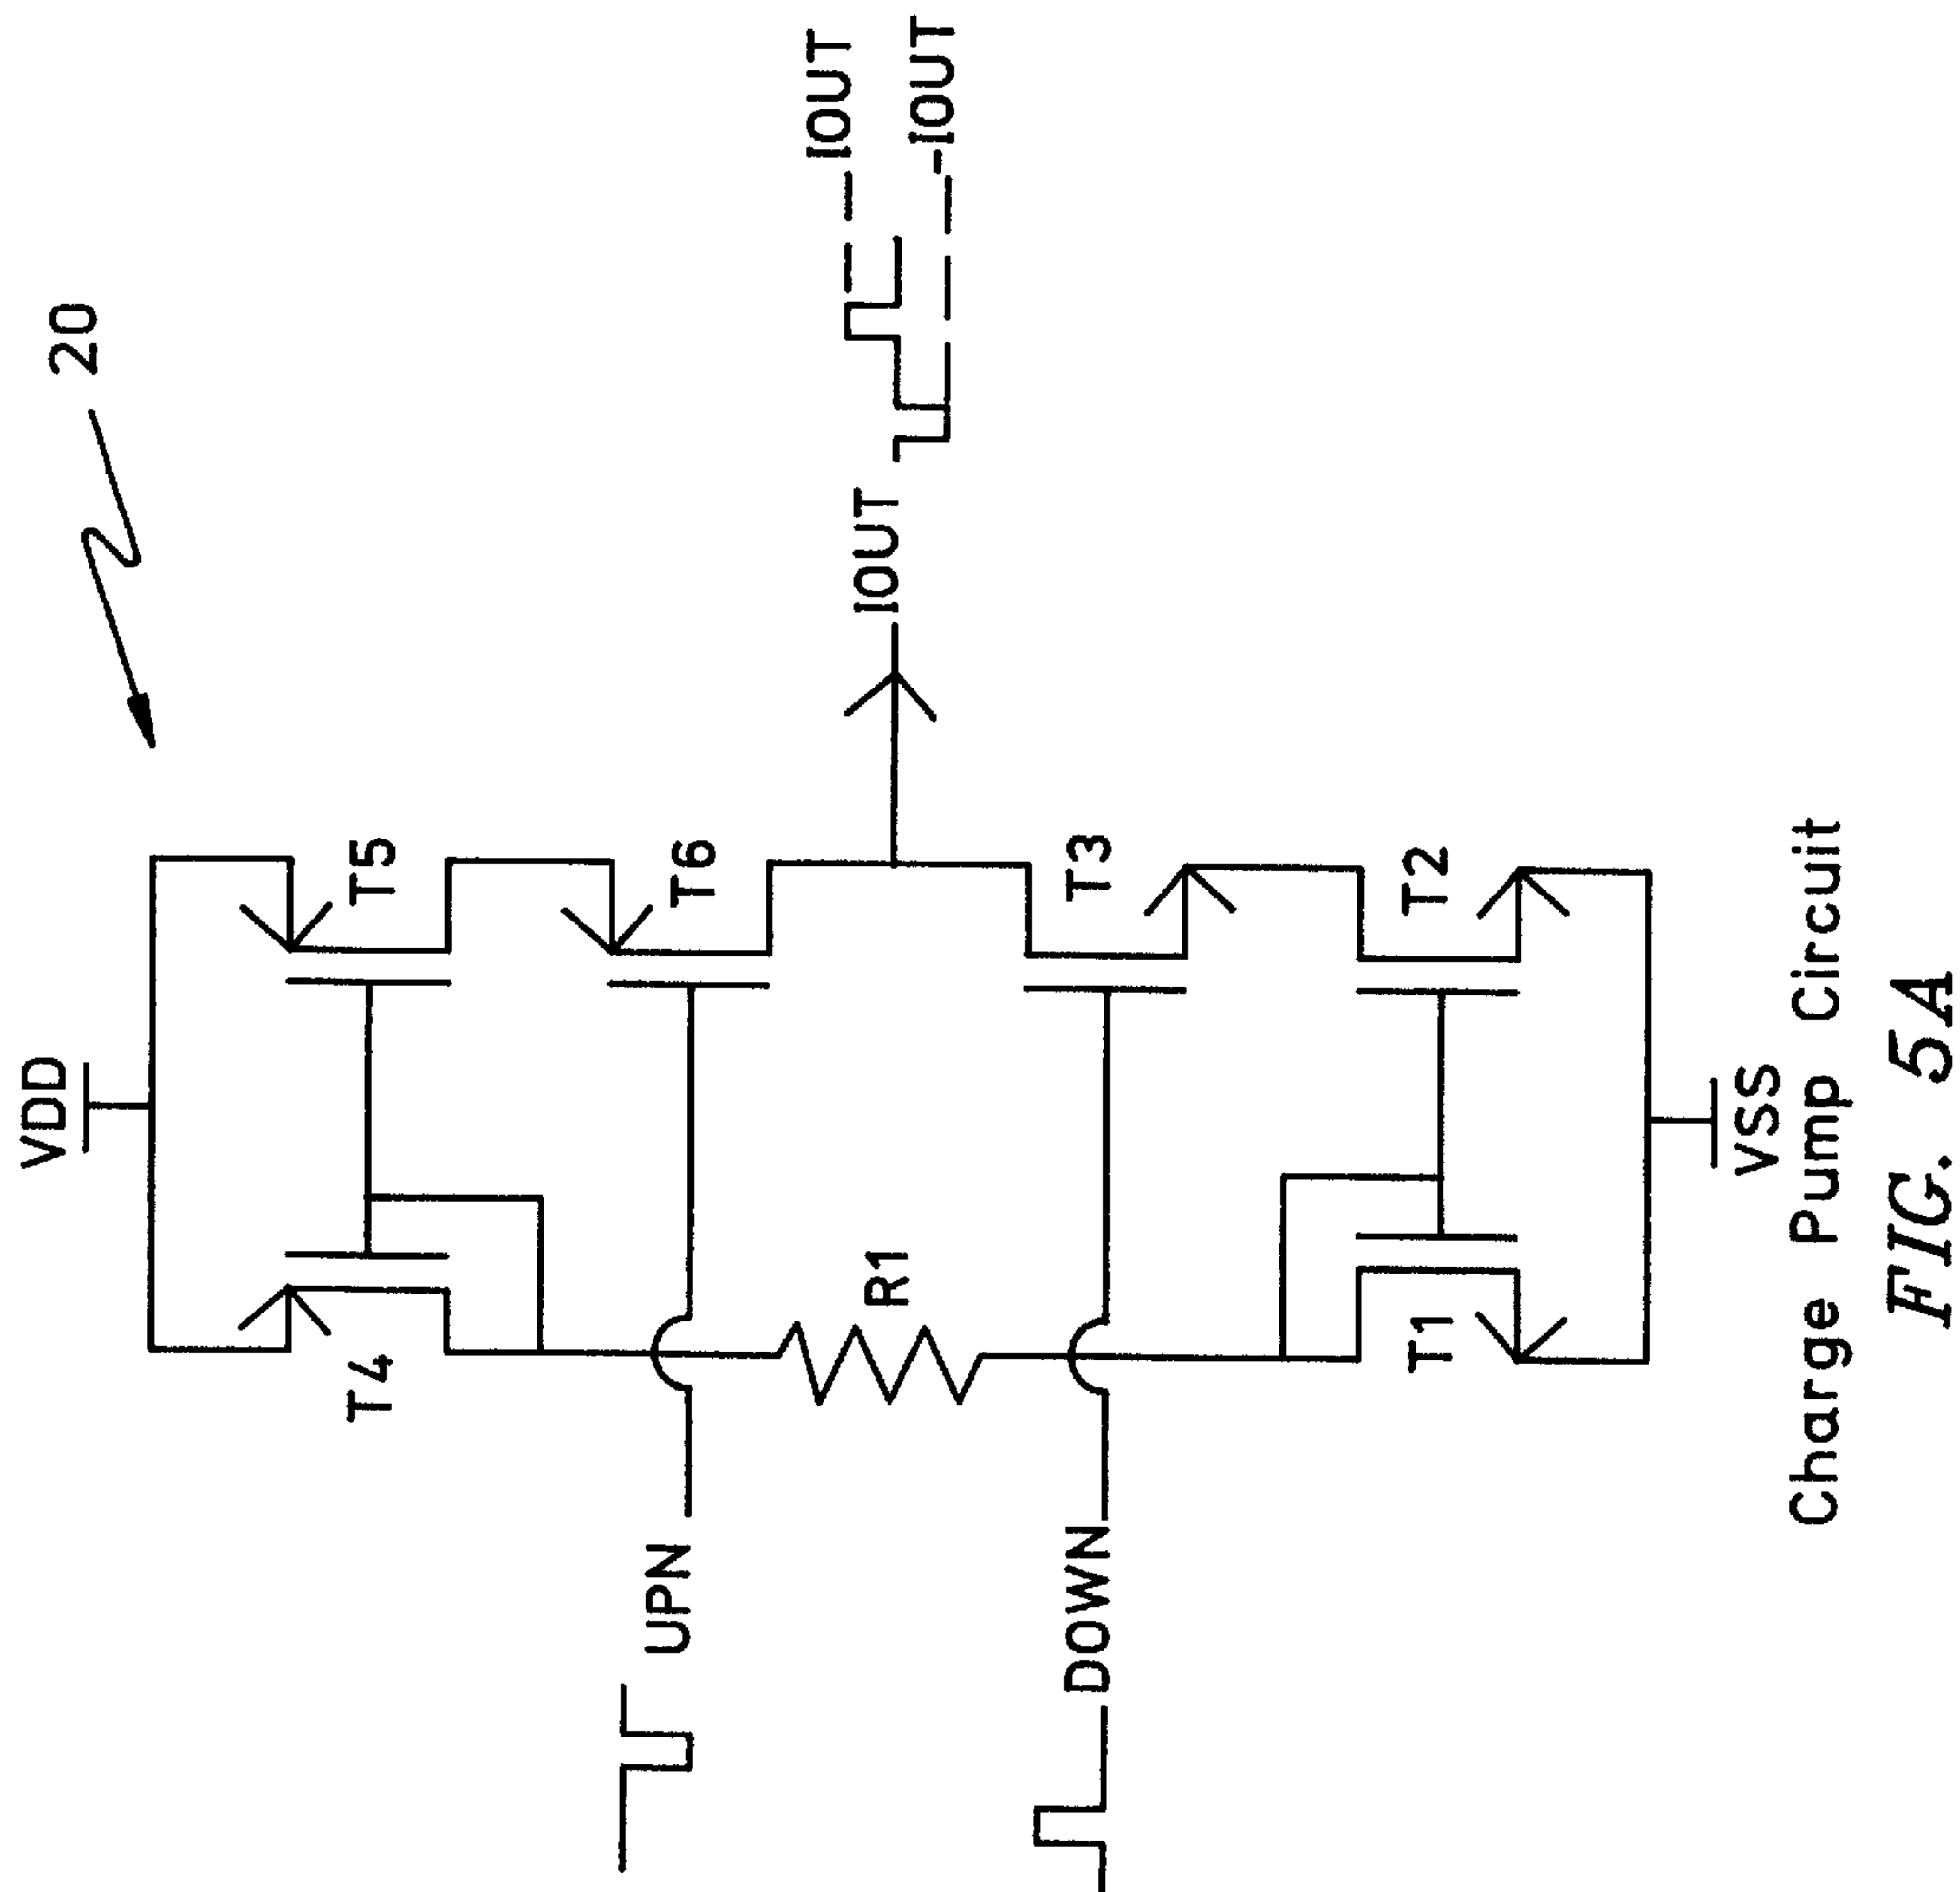 20
VDD
T4
T5
UPN
T6
R1
IOUT
IOUT
IOUT
DOWN
T3
T1
T2
VSS
Charge Pump Circuit
FIG. 5A